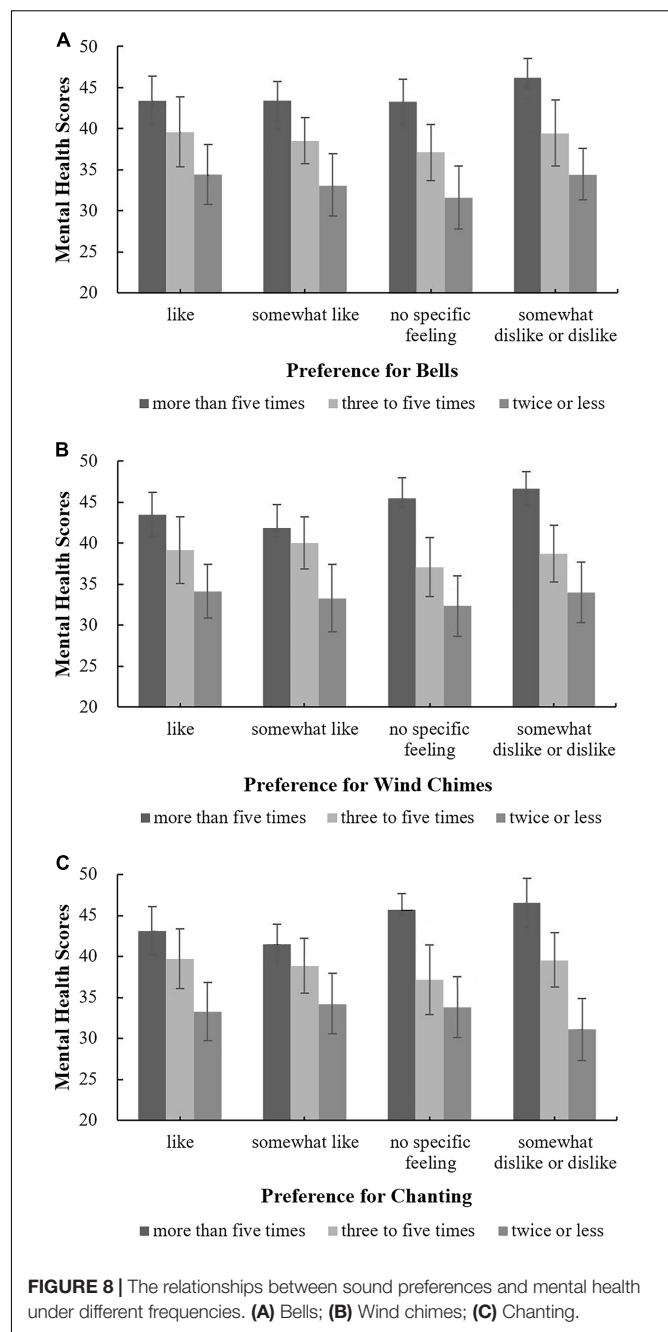 A
50
45
40
35
30
25
20
Mental Health Scores
like
somewhat like
no specific
feeling
somewhat
dislike or dislike
Preference for Bells
more than five times
three to five times
twice or less
B
50
45
40
35
30
25
20
Mental Health Scores
like
somewhat like
no specific
feeling
somewhat
dislike or dislike
Preference for Wind Chimes
more than five times
three to five times
twice or less
C
50
45
40
35
30
25
20
Mental Health Scores
like
somewhat like
no specific
feeling
somewhat
dislike or dislike
Preference for Chanting
more than five times
three to five times
twice or less
FIGURE 8 | The relationships between sound preferences and mental health
under different frequencies. (A) Bells; (B) Wind chimes; (C) Chanting.